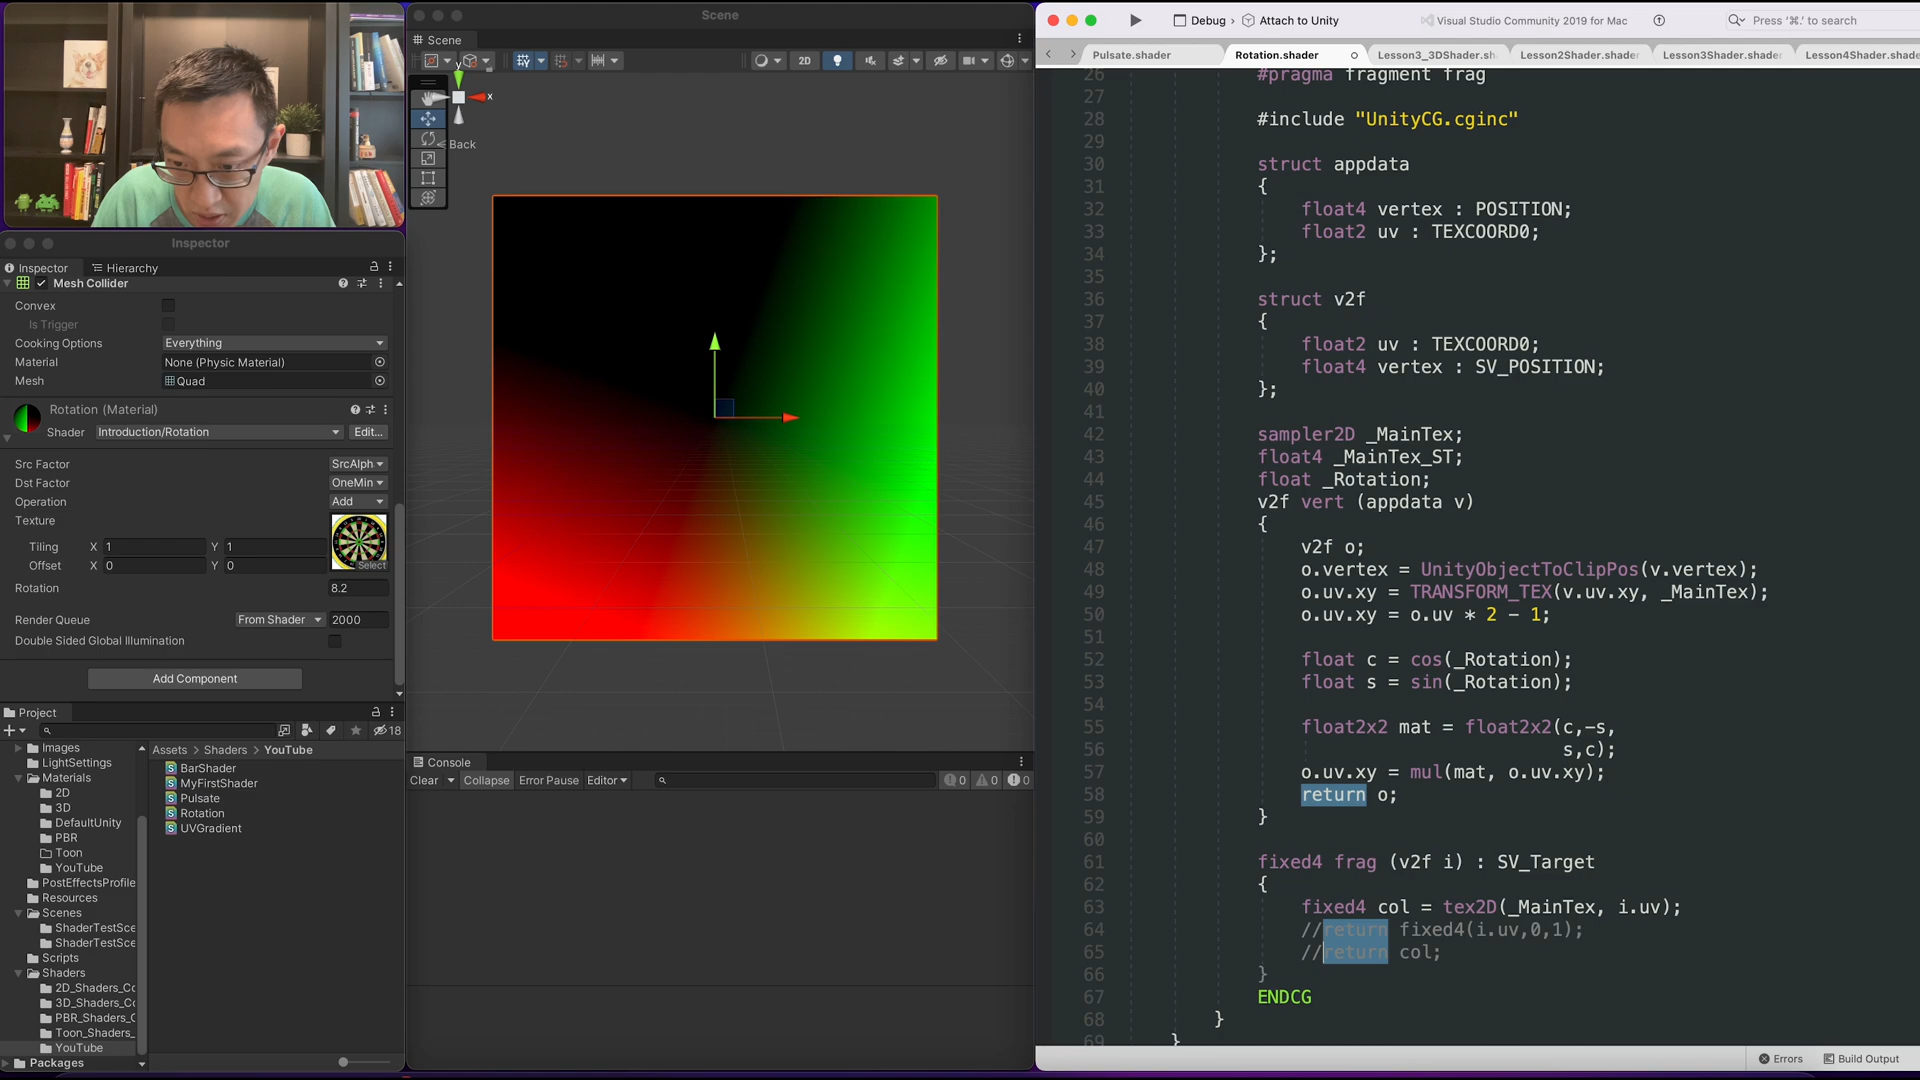 Inspector
Inspector
Hierarchy
Mesh Collider
Convex
Is Trigger
Cooking Options
Everything
Material
None (Physic Material)
Mesh
Quad
Rotation (Material)
Shader
Introduction/Rotation
Edit...
Src Factor
SrcAlph
Dst Factor
OneMin
Operation
Add
Texture
Tiling
X 1
Y 1
Offset
X 0
Y 0
Select
Rotation
8.2
Render Queue
From Shader
2000
Double Sided Global Illumination
Add Component
Project
18
Images
LightSettings
Materials
2D
3D
DefaultUnity
PBR
Toon
YouTube
PostEffectsProfile
Resources
Scenes
ShaderTestSce
ShaderTestSce
Scripts
Shaders
2D_Shaders_Co
3D_Shaders_Co
PBR_Shaders_C
Toon_Shaders_
YouTube
Packages
Assets > Shaders > YouTube
BarShader
MyFirstShader
Pulsate
Rotation
UVGradient
Scene
Scene
2D
y
x
Back
Console
Clear
Collapse
Error Pause
Editor
0
0
0
Debug > Attach to Unity
Visual Studio Community 2019 for Mac
Press '⌘.' to search
Pulsate.shader
Rotation.shader
Lesson3_3DShader.sh
Lesson2Shader.shade
Lesson3Shader.shade
Lesson4Shader.shade
26 #pragma fragment frag
27
28 #include "UnityCG.cginc"
29
30 struct appdata
31 {
32 float4 vertex : POSITION;
33 float2 uv : TEXCOORD0;
34 };
35
36 struct v2f
37 {
38 float2 uv : TEXCOORD0;
39 float4 vertex : SV_POSITION;
40 };
41
42 sampler2D _MainTex;
43 float4 _MainTex_ST;
44 float _Rotation;
45 v2f vert (appdata v)
46 {
47 v2f o;
48 o.vertex = UnityObjectToClipPos(v.vertex);
49 o.uv.xy = TRANSFORM_TEX(v.uv.xy, _MainTex);
50 o.uv.xy = o.uv * 2 - 1;
51
52 float c = cos(_Rotation);
53 float s = sin(_Rotation);
54
55 float2x2 mat = float2x2(c,-s,
56 s,c);
57 o.uv.xy = mul(mat, o.uv.xy);
58 return o;
59 }
60
61 fixed4 frag (v2f i) : SV_Target
62 {
63 fixed4 col = tex2D(_MainTex, i.uv);
64 //return fixed4(i.uv,0,1);
65 //return col;
66 }
67 ENDCG
68 }
69 }
Errors
Build Output